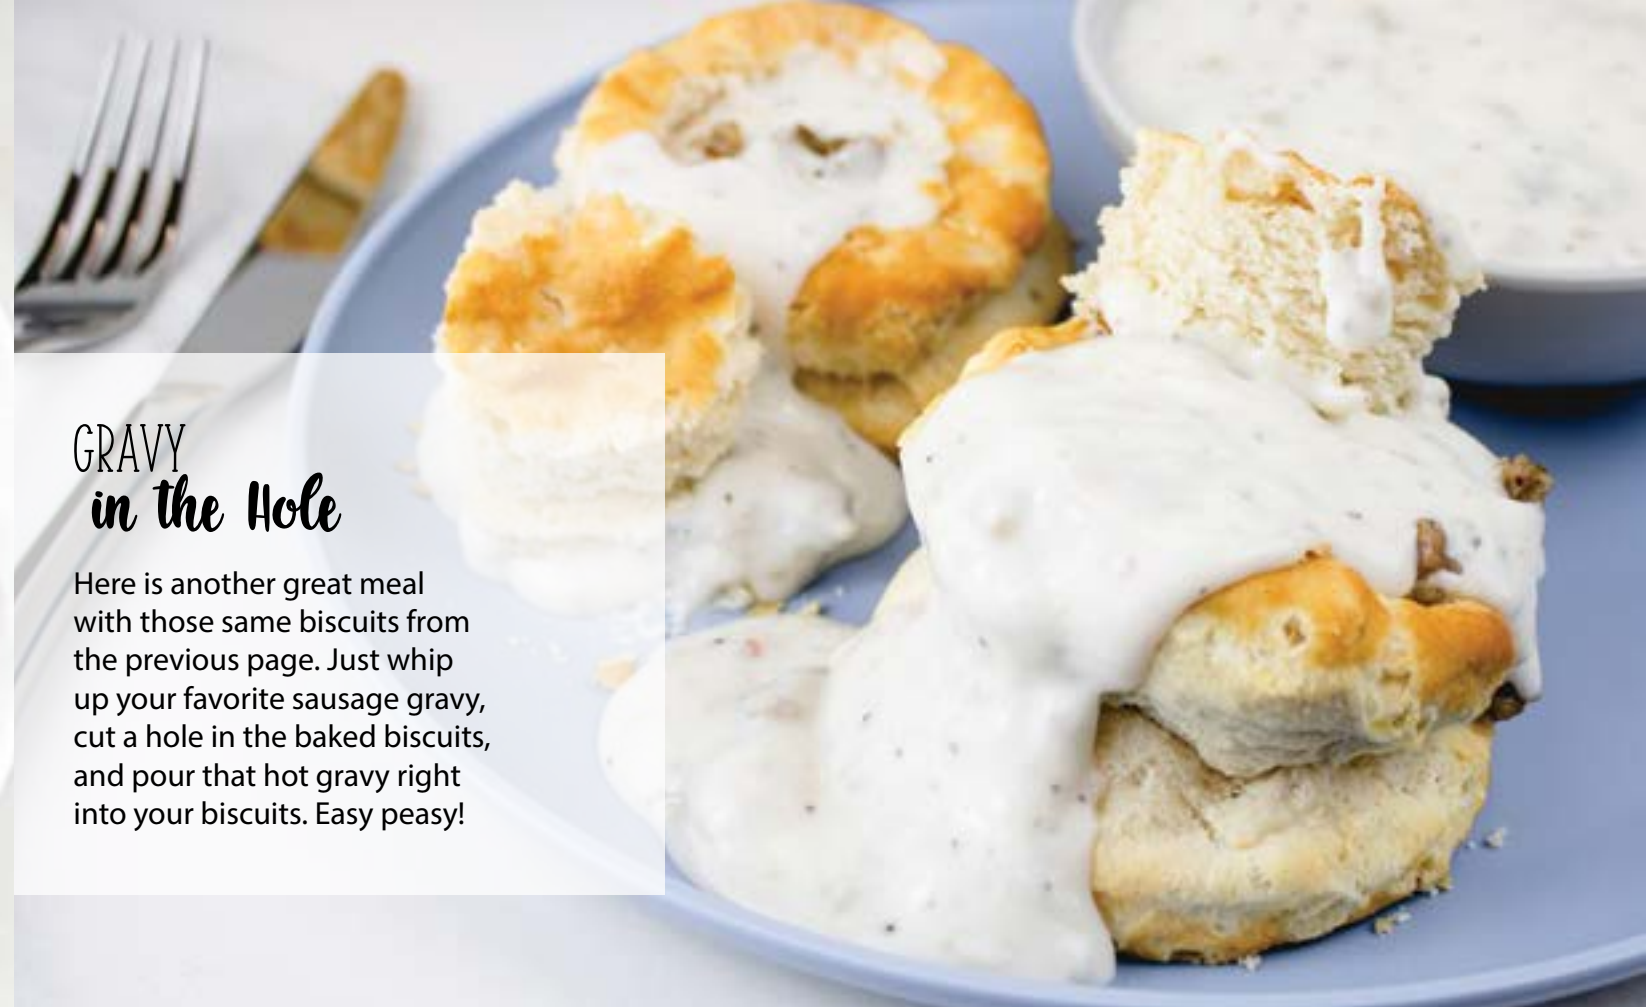 GRAVY
in the Hole
Here is another great meal
with those same biscuits from
the previous page. Just whip
up your favorite sausage gravy,
cut a hole in the baked biscuits,
and pour that hot gravy right
into your biscuits. Easy peasy!